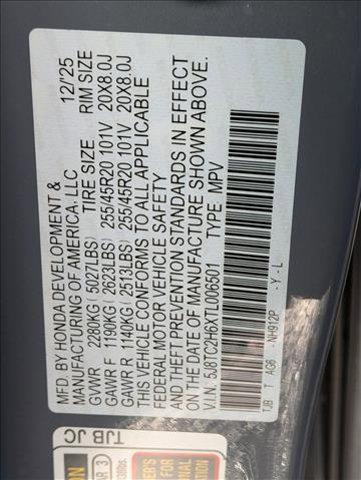 MFD. BY HONDA DEVELOPMENT & 12/25
MANUFACTURING OF AMERICA, LLC
TIRE SIZE RIM SIZE
GVWR 2280KG ( 5027LBS)
GAWR F 1190KG ( 2623LBS) 255/45R20 101V 20X8.0J
GAWR R 1140KG ( 2513LBS) 255/45R20 101V 20X8.0J
THIS VEHICLE CONFORMS TO ALL APPLICABLE
FEDERAL MOTOR VEHICLE SAFETY
AND THEFT PREVENTION STANDARDS IN EFFECT
ON THE DATE OF MANUFACTURE SHOWN ABOVE.
V.I.N. 5J8TC2H6XTL006501 TYPE MPV
TJB T AG6 NH912P -Y - L
TJB JC